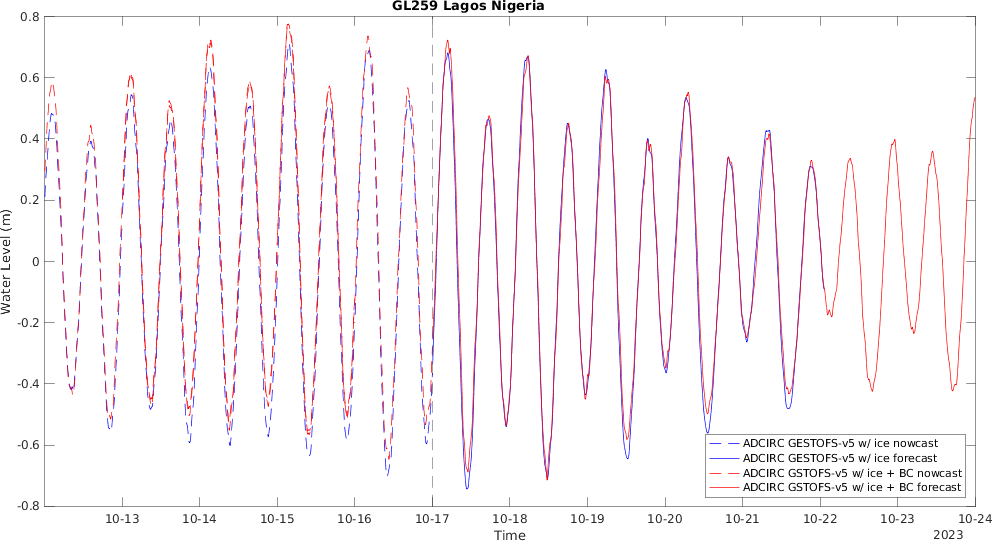 GL259 Lagos Nigeria
0.8
0.6
0.4
0.2
0
-0.2
-0.4
-0.6
-0.8
Water Level (m)
ADCIRC GESTOFS-v5 w/ ice nowcast
ADCIRC GESTOFS-v5 w/ ice forecast
ADCIRC GSTOFS-v5 w/ ice + BC nowcast
ADCIRC GSTOFS-v5 w/ ice + BC forecast
10-13 10-14 10-15 10-16 10-17 10-18 10-19 10-20 10-21 10-22 10-23 10-24
Time
2023